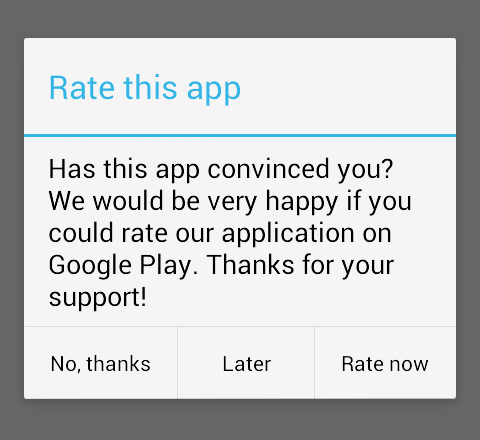 Rate this app
Has this app convinced you?
We would be very happy if you
could rate our application on
Google Play. Thanks for your
support!
No, thanks
Later
Rate now